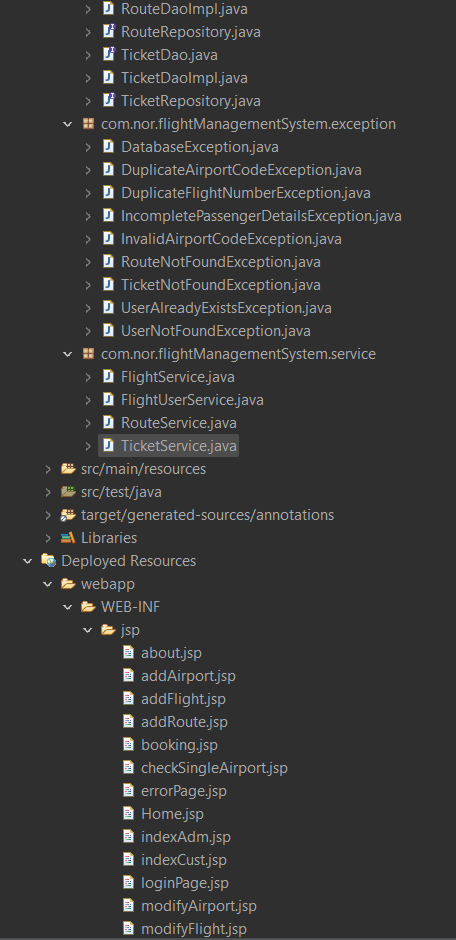 RouteDaoImpl.java
RouteRepository.java
TicketDao.java
TicketDaoImpl.java
TicketRepository.java
com.nor.flightManagementSystem.exception
DatabaseException.java
DuplicateAirportCodeException.java
DuplicateFlightNumberException.java
IncompletePassengerDetailsException.java
InvalidAirportCodeException.java
RouteNotFoundException.java
TicketNotFoundException.java
UserAlreadyExistsException.java
UserNotFoundException.java
com.nor.flightManagementSystem.service
FlightService.java
FlightUserService.java
RouteService.java
TicketService.java
src/main/resources
src/test/java
target/generated-sources/annotations
Libraries
Deployed Resources
webapp
WEB-INF
jsp
about.jsp
addAirport.jsp
addFlight.jsp
addRoute.jsp
booking.jsp
checkSingleAirport.jsp
errorPage.jsp
Home.jsp
indexAdm.jsp
indexCust.jsp
loginPage.jsp
modifyAirport.jsp
modifyFlight.jsp